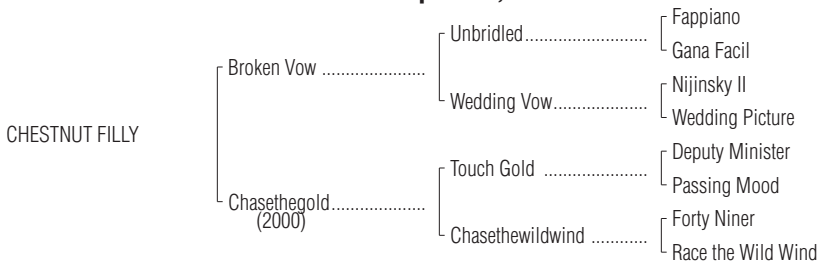 Fappiano
Unbridled..........................
Gana Facil
Broken Vow ......................
Nijinsky II
Wedding Vow....................
Wedding Picture
CHESTNUT FILLY
Deputy Minister
Touch Gold ......................
Passing Mood
Chasethegold....................
(2000)
Forty Niner
Chasethewildwind ............
Race the Wild Wind